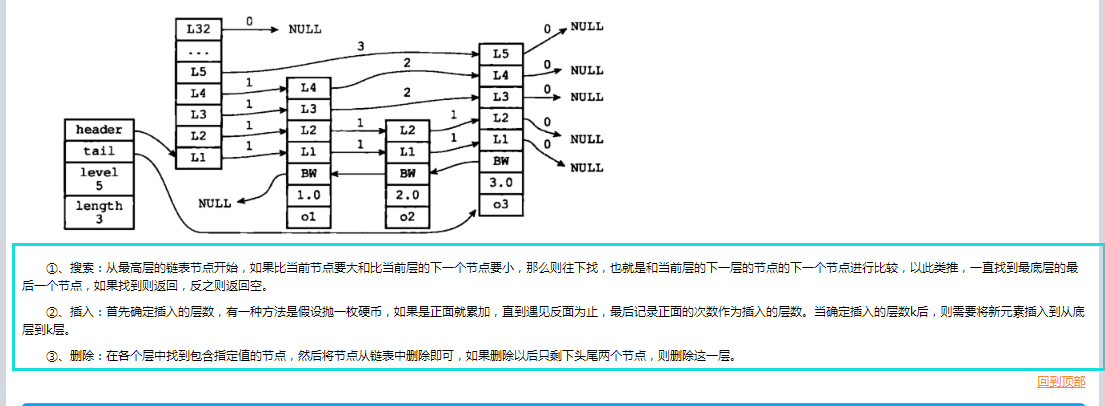 L32
0
NULL
...
L5
3
L4
1
L3
1
L2
1
L1
1
header
tail
level
5
length
3
NULL
L4
2
L3
2
L2
1
L1
1
BW
1.0
o1
L2
1
L1
1
BW
2.0
o2
L5
0
NULL
L4
0
NULL
L3
0
NULL
L2
0
NULL
L1
0
NULL
BW
3.0
o3
①、搜索：从最高层的链表节点开始，如果比当前节点要大和比当前层的下一个节点要小，那么则往下找，也就是和当前层的下一层的节点的下一个节点进行比较，以此类推，一直找到最底层的最
后一个节点，如果找到则返回，反之则返回空。
②、插入：首先确定插入的层数，有一种方法是假设抛一枚硬币，如果是正面就累加，直到遇见反面为止，最后记录正面的次数作为插入的层数。当确定插入的层数k后，则需要将新元素插入到从底
层到k层。
③、删除：在各个层中找到包含指定值的节点，然后将节点从链表中删除即可，如果删除以后只剩下头尾两个节点，则删除这一层。
回到顶部